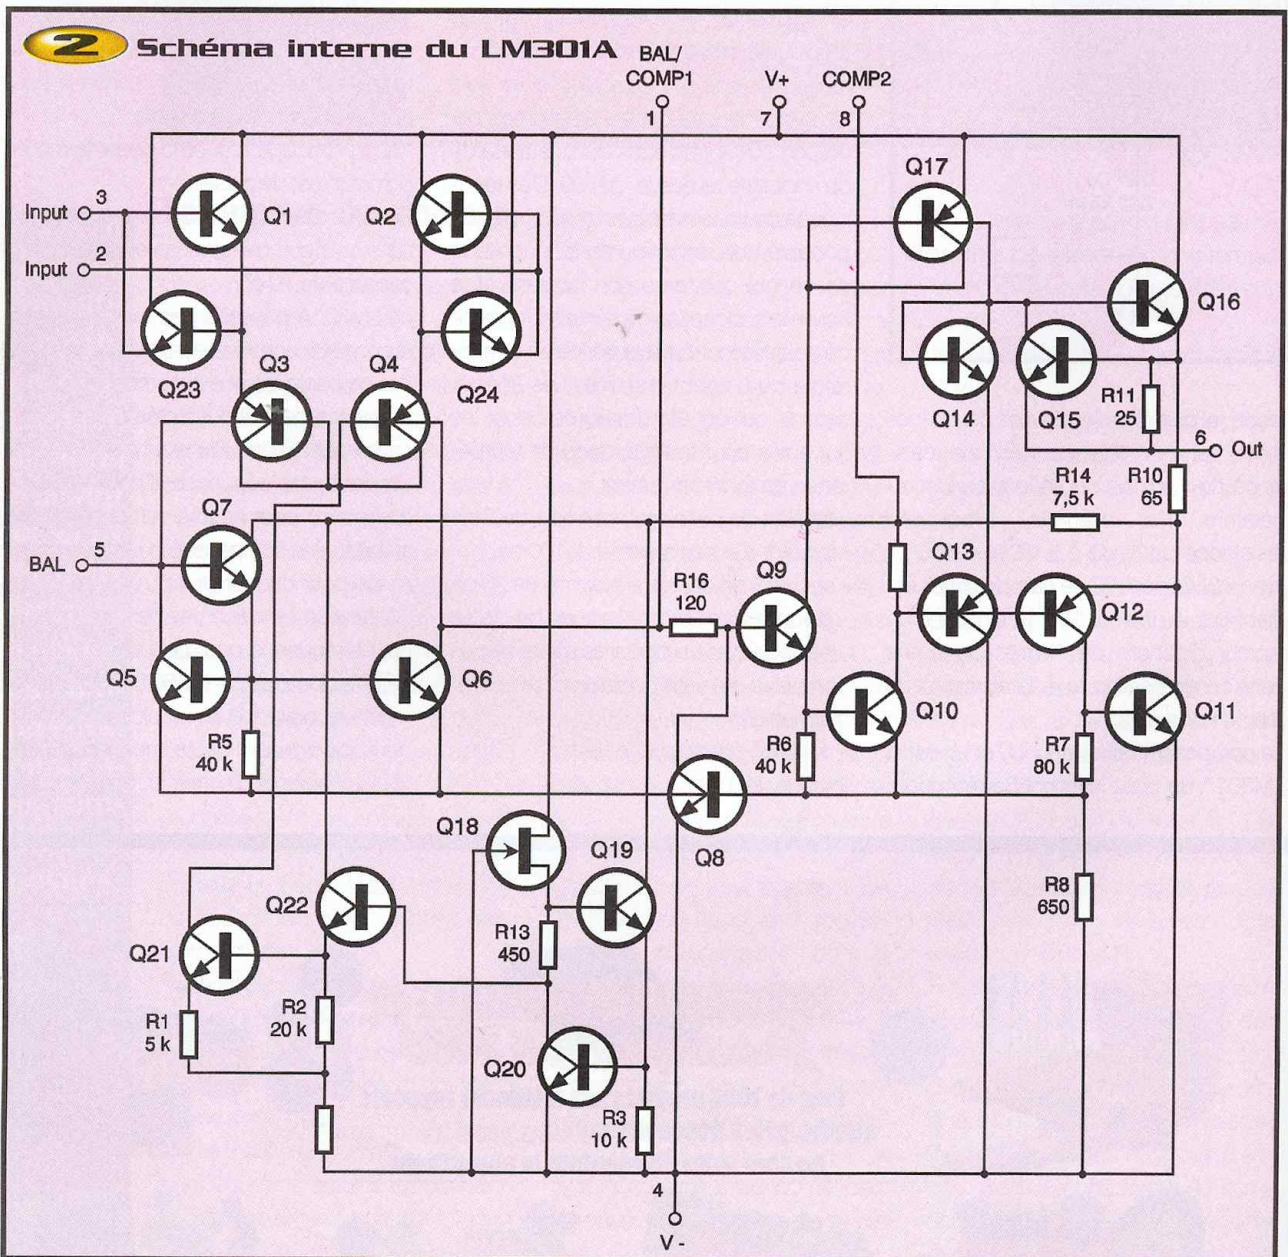 2 Schéma interne du LM301A
BAL/
COMP1
V+
COMP2
1
7
8
Q17
Input 3
Q1
Q2
Input 2
Q16
Q23
Q3
Q4
Q24
Q14
Q15
R11
25
6
Out
R14
7,5 k
R10
65
Q7
BAL 5
R16
120
Q9
Q13
Q12
Q5
Q6
Q10
Q11
R5
40 k
R6
40 k
R7
80 k
Q18
Q19
Q8
Q22
R8
650
R13
450
Q21
R1
5 k
R2
20 k
Q20
R3
10 k
4
V -